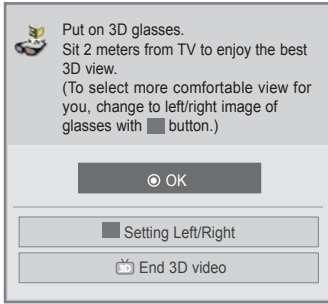 Put on 3D glasses.
Sit 2 meters from TV to enjoy the best
3D view.
(To select more comfortable view for
you, change to left/right image of
glasses with button.)
OK
Setting Left/Right
3D End 3D video